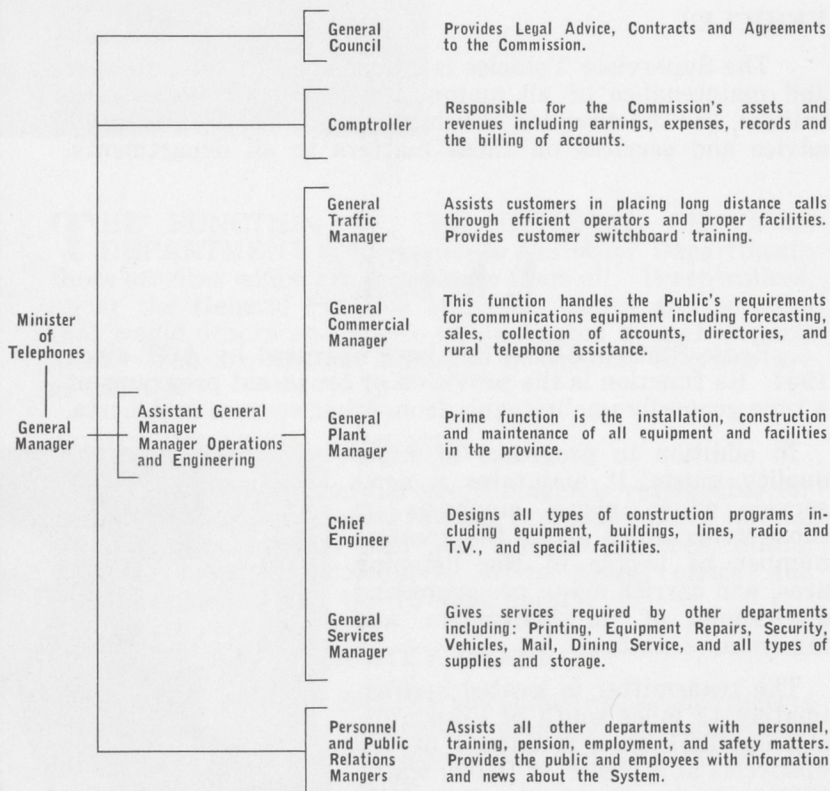 General
Council
Provides Legal Advice, Contracts and Agreements
to the Commission.
Comptroller
Responsible for the Commission's assets and
revenues including earnings, expenses, records and
the billing of accounts.
General
Traffic
Manager
Assists customers in placing long distance calls
through efficient operators and proper facilities.
Provides customer switchboard training.
Minister
of
Telephones
General
Manager
Assistant General
Manager
Manager Operations
and Engineering
General
Commercial
Manager
This function handles the Public's requirements
for communications equipment including forecasting,
sales, collection of accounts, directories, and
rural telephone assistance.
General
Plant
Manager
Prime function is the installation, construction
and maintenance of all equipment and facilities
in the province.
Chief
Engineer
Designs all types of construction programs in-
cluding equipment, buildings, lines, radio and
T.V., and special facilities.
General
Services
Manager
Gives services required by other departments
including: Printing, Equipment Repairs, Security,
Vehicles, Mail, Dining Service, and all types of
supplies and storage.
Personnel
and Public
Relations
Mangers
Assists all other departments with personnel,
training, pension, employment, and safety matters.
Provides the public and employees with information
and news about the System.